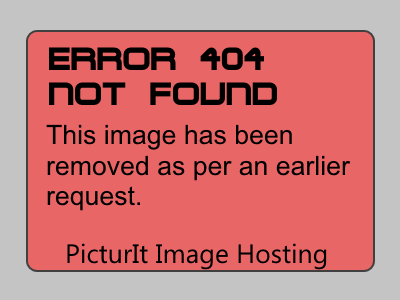 ERROR 404
NOT FOUND
This image has been
removed as per an earlier
request.
PicturIt Image Hosting